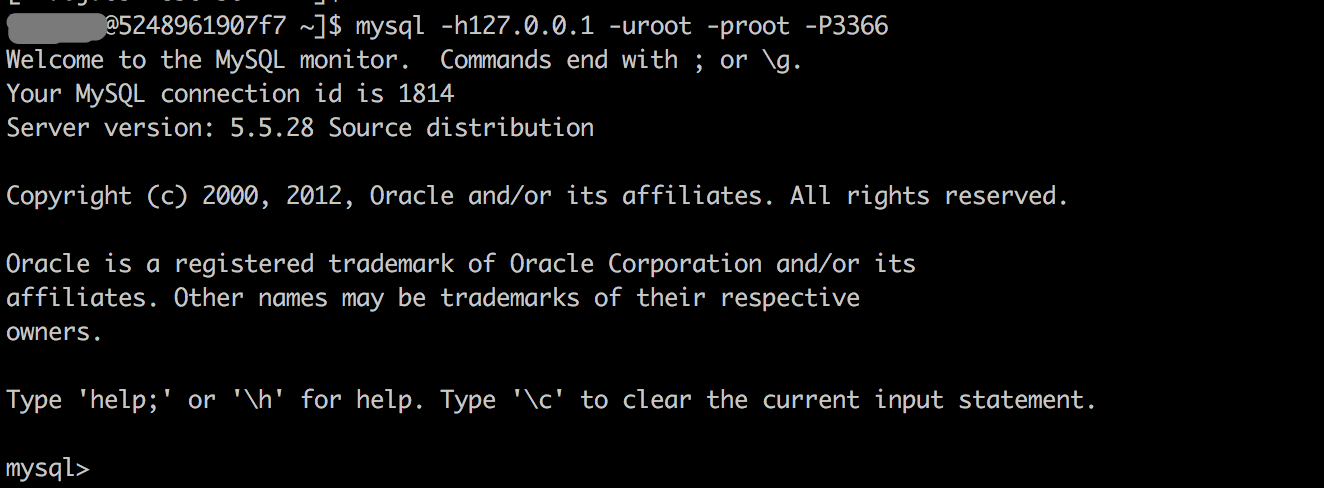 @5248961907f7 ~]$ mysql -h127.0.0.1 -uroot -proot -P3366
Welcome to the MySQL monitor.  Commands end with ; or \g.
Your MySQL connection id is 1814
Server version: 5.5.28 Source distribution
Copyright (c) 2000, 2012, Oracle and/or its affiliates. All rights reserved.
Oracle is a registered trademark of Oracle Corporation and/or its
affiliates. Other names may be trademarks of their respective
owners.
Type 'help;' or '\h' for help. Type '\c' to clear the current input statement.
mysql>